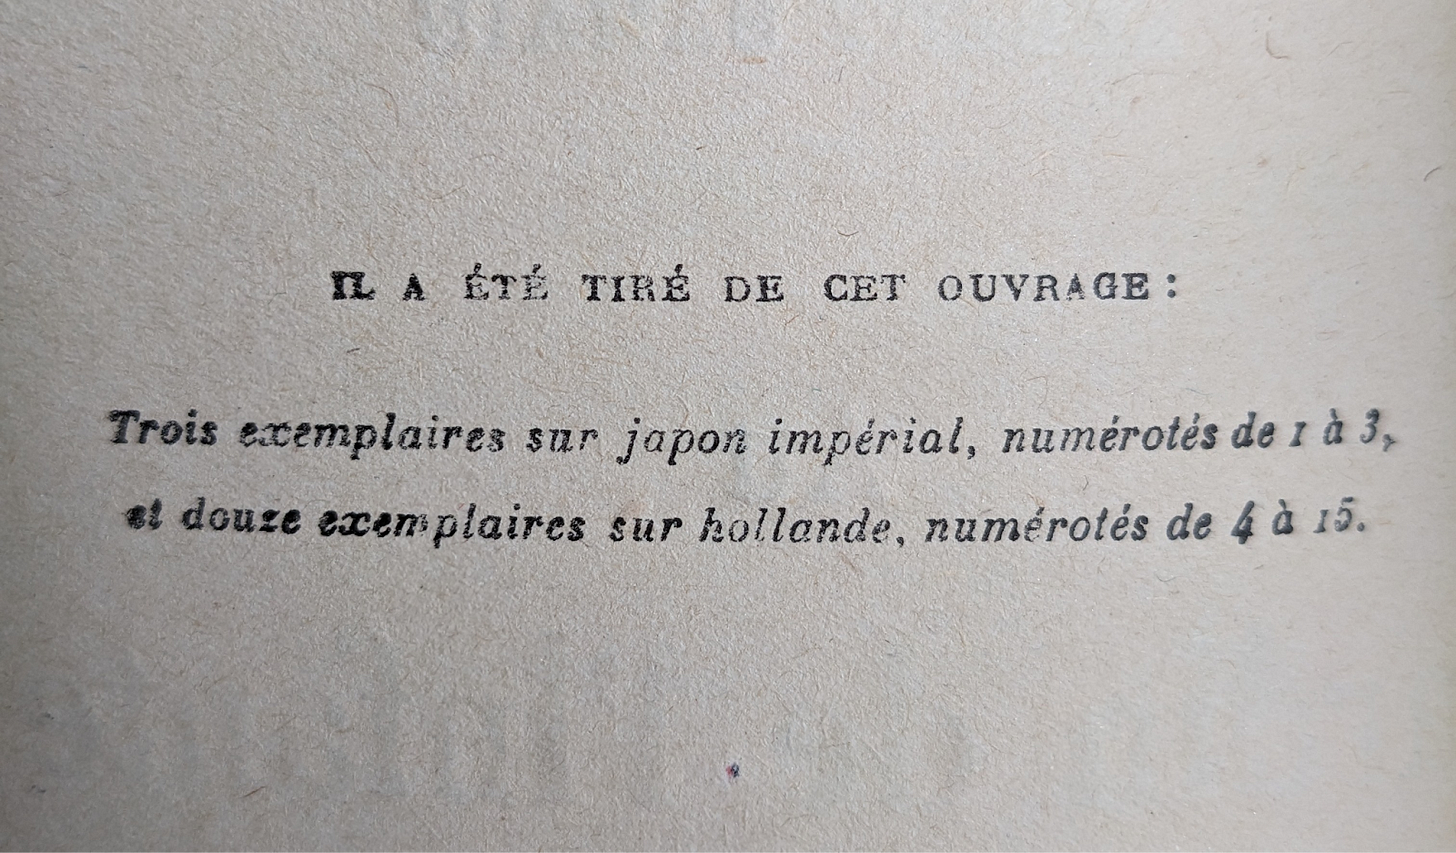 IL A ÉTÉ TIRÉ DE CET OUVRAGE :
Trois exemplaires sur japon impérial, numérotés de 1 à 3,
et douze exemplaires sur hollande, numérotés de 4 à 15.